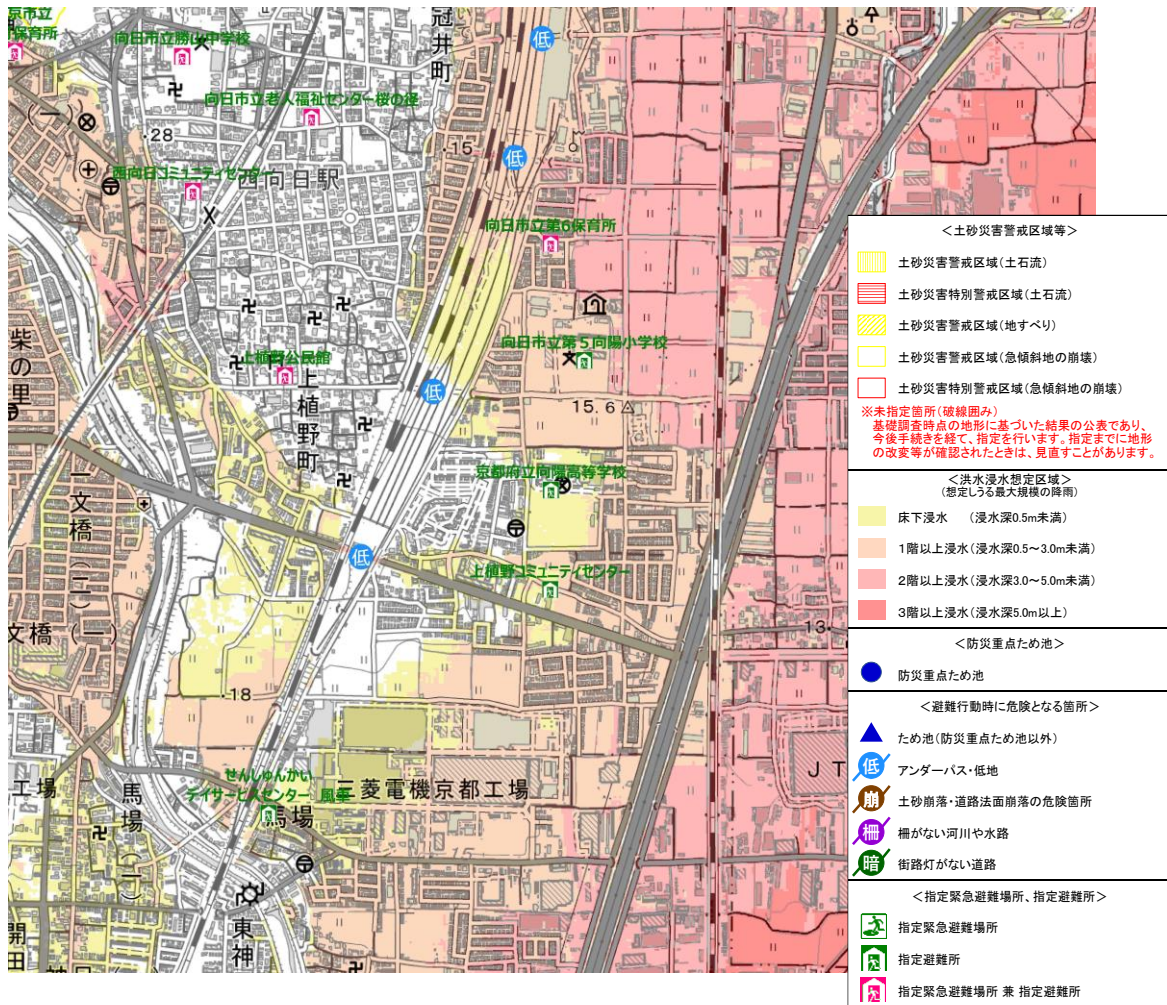 京市立
保育所
向日市立勝山中学校
冠井町
低
向日市立老人福祉センター桜の径
(一)
・28
・15
低
西向日コミュニティセンター
西向日駅
向日市立第6保育所
向日市立第5向陽小学校
柴の里
上植野公民館
上植野町
低
15.6
京都府立向陽高等学校
一文橋(二)
低
上植野コミュニティセンター
文橋(一)
13
・18
せんしゅんかい
デイサービスセンター 風車
三菱電機京都工場
JT
工場
馬場(一)
馬場
東神
開田
<土砂災害警戒区域等>
土砂災害警戒区域(土石流)
土砂災害特別警戒区域(土石流)
土砂災害警戒区域(地すべり)
土砂災害警戒区域(急傾斜地の崩壊)
土砂災害特別警戒区域(急傾斜地の崩壊)
※未指定箇所(破線囲み)
基礎調査時点の地形に基づいた結果の公表であり、
今後手続きを経て、指定を行います。指定までに地形
の改変等が確認されたときは、見直すことがあります。
<洪水浸水想定区域>
(想定しうる最大規模の降雨)
床下浸水 (浸水深0.5m未満)
1階以上浸水(浸水深0.5~3.0m未満)
2階以上浸水(浸水深3.0~5.0m未満)
3階以上浸水(浸水深5.0m以上)
<防災重点ため池>
防災重点ため池
<避難行動時に危険となる箇所>
ため池(防災重点ため池以外)
低 アンダーパス・低地
崩 土砂崩落・道路法面崩落の危険箇所
柵 柵がない河川や水路
暗 街路灯がない道路
<指定緊急避難場所、指定避難所>
指定緊急避難場所
指定避難所
指定緊急避難場所 兼 指定避難所